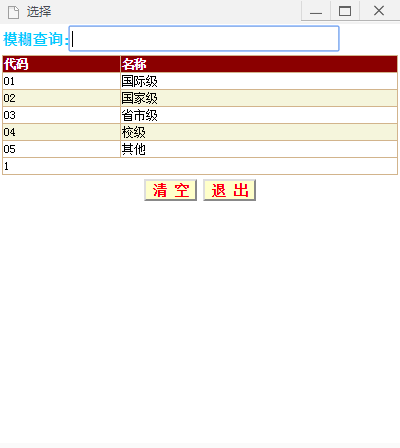 选择
模糊查询:
代码 名称
01 国际级
02 国家级
03 省市级
04 校级
05 其他
1
清 空 退 出